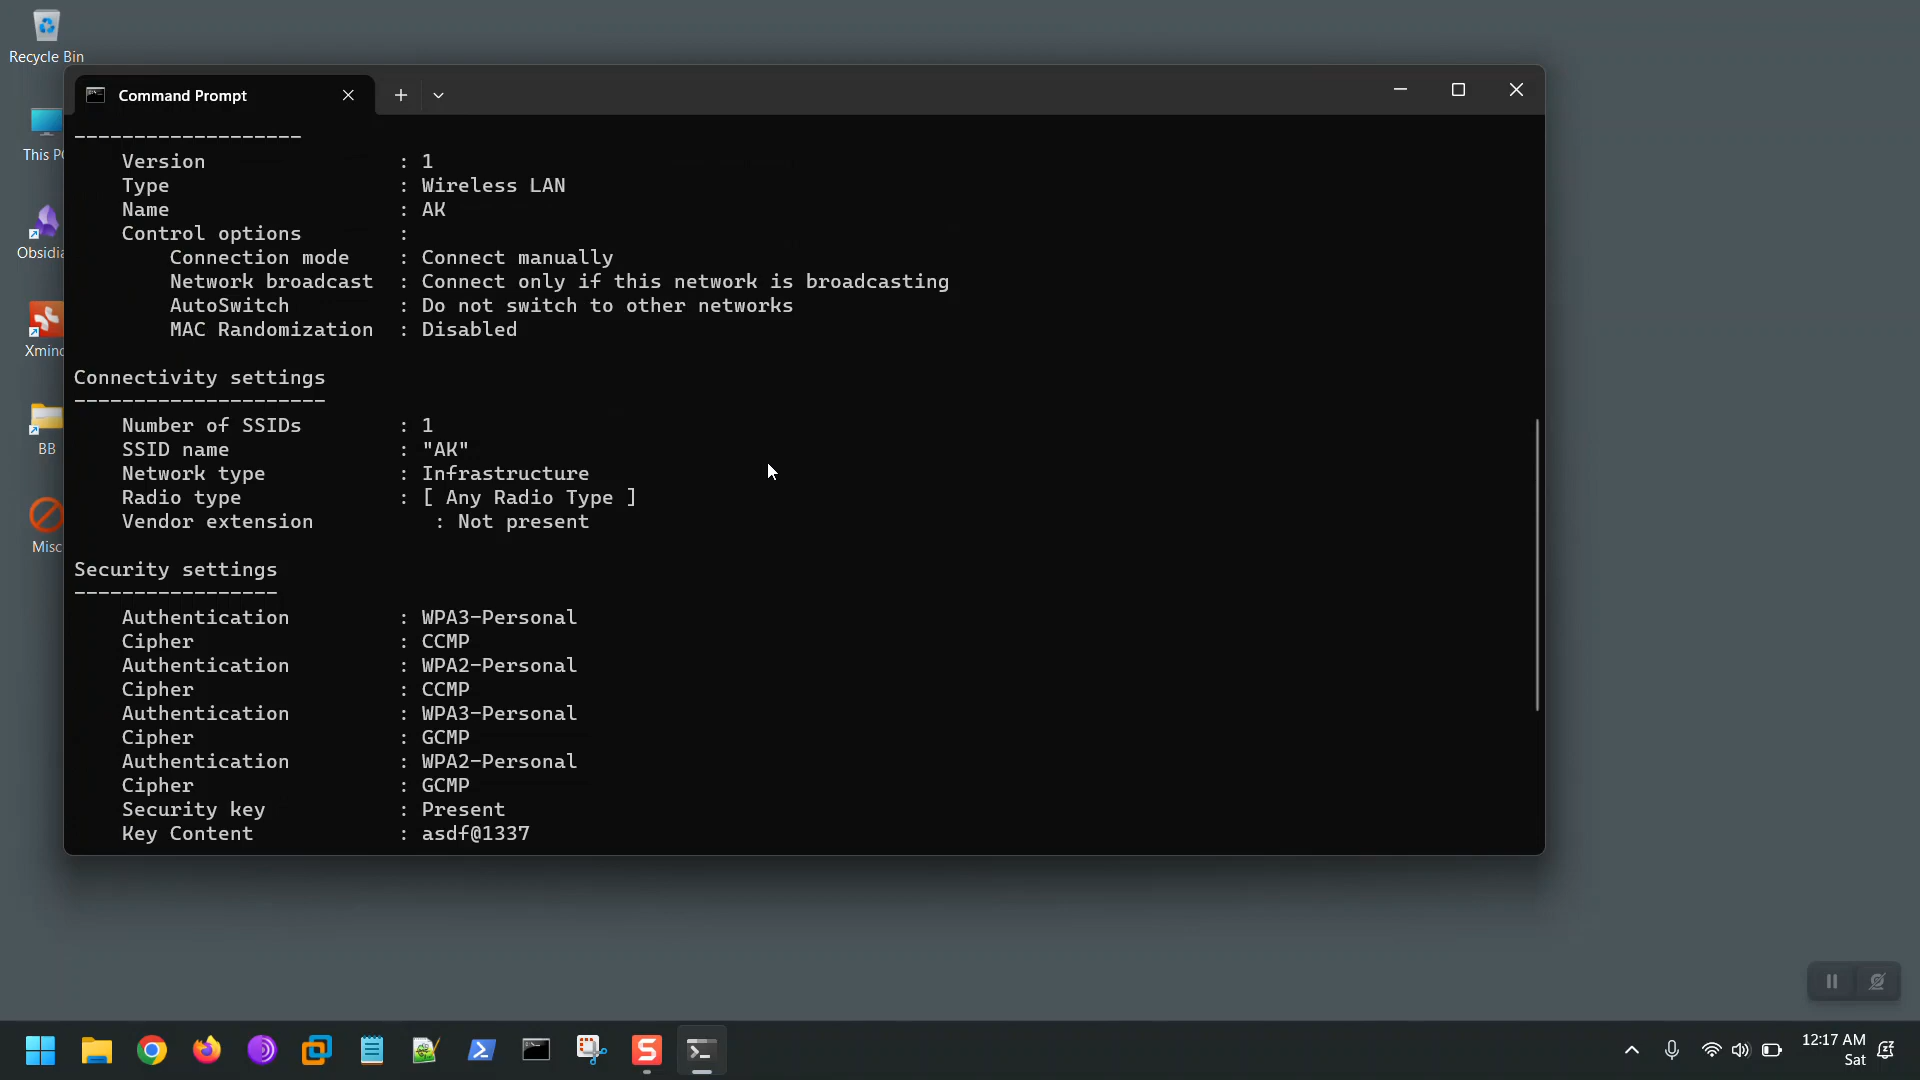 Recycle Bin
This PC
Obsidia
Xmind
BB
Misc
Command Prompt
-------------------
Version : 1
Type : Wireless LAN
Name : AK
Control options :
Connection mode : Connect manually
Network broadcast : Connect only if this network is broadcasting
AutoSwitch : Do not switch to other networks
MAC Randomization : Disabled
Connectivity settings
---------------------
Number of SSIDs : 1
SSID name : "AK"
Network type : Infrastructure
Radio type : [ Any Radio Type ]
Vendor extension : Not present
Security settings
-----------------
Authentication : WPA3-Personal
Cipher : CCMP
Authentication : WPA2-Personal
Cipher : CCMP
Authentication : WPA3-Personal
Cipher : GCMP
Authentication : WPA2-Personal
Cipher : GCMP
Security key : Present
Key Content : asdf@1337
12:17 AM
Sat